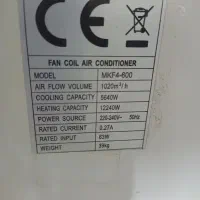 CE
FAN COIL AIR CONDITIONER
MODEL MKF4-600
AIR FLOW VOLUME 1020m³/h
COOLING CAPACITY 5640W
HEATING CAPACITY 12240W
POWER SOURCE 220-240V~ 50Hz
RATED CURRENT 0.27A
RATED INPUT 63W
WEIGHT